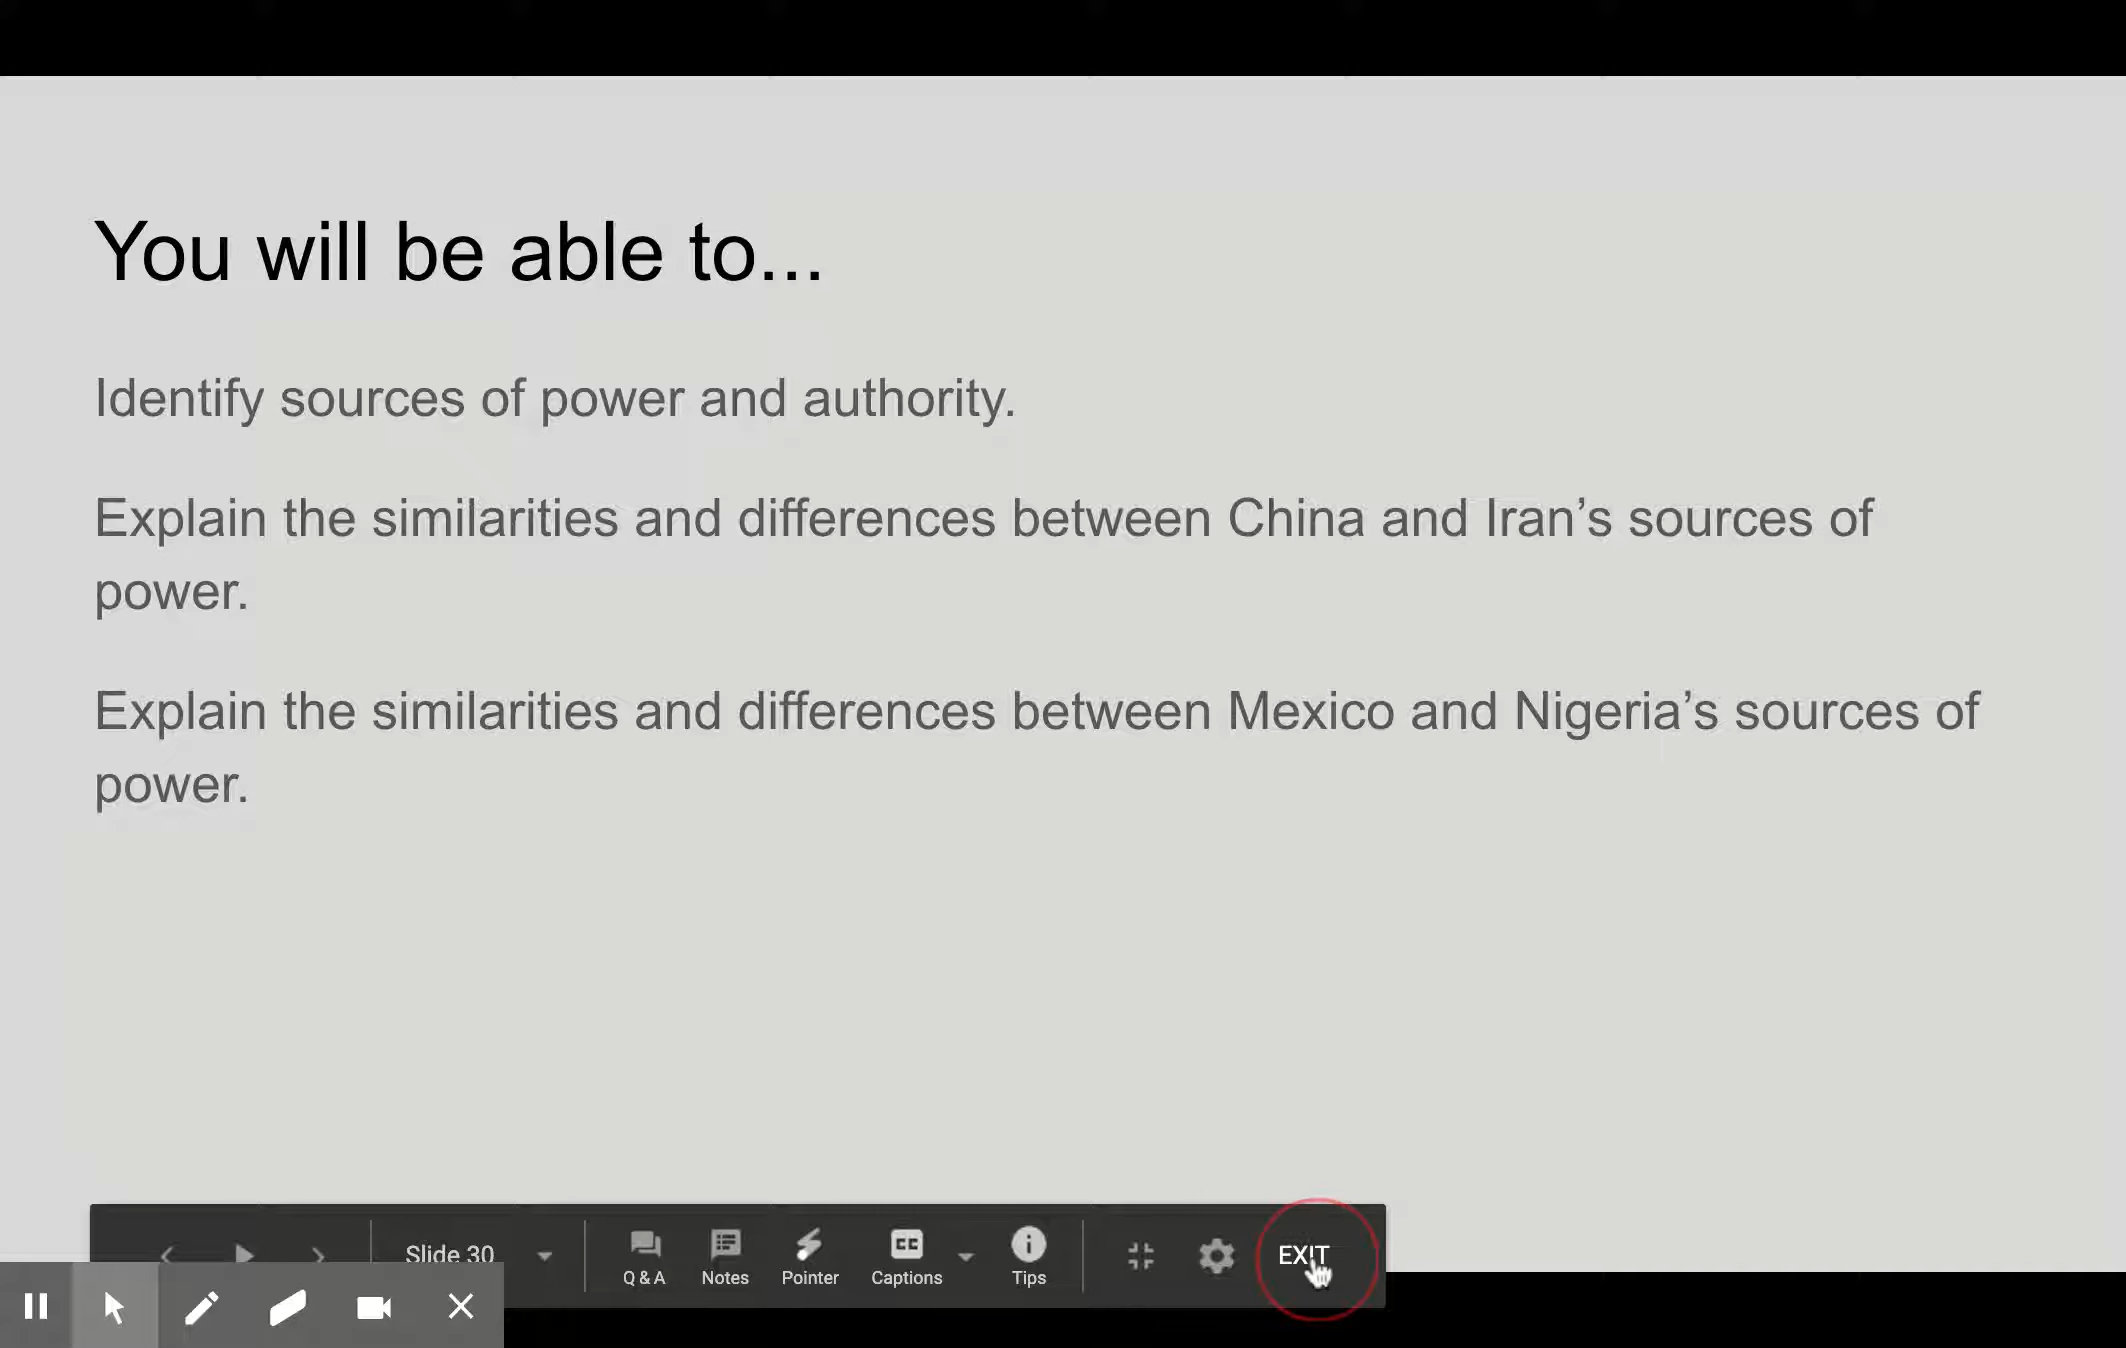 You will be able to...
Identify sources of power and authority.
Explain the similarities and differences between China and Iran’s sources of
power.
Explain the similarities and differences between Mexico and Nigeria’s sources of
power.
Slide 30
Q & A
Notes
Pointer
CC
Captions
Tips
EXIT